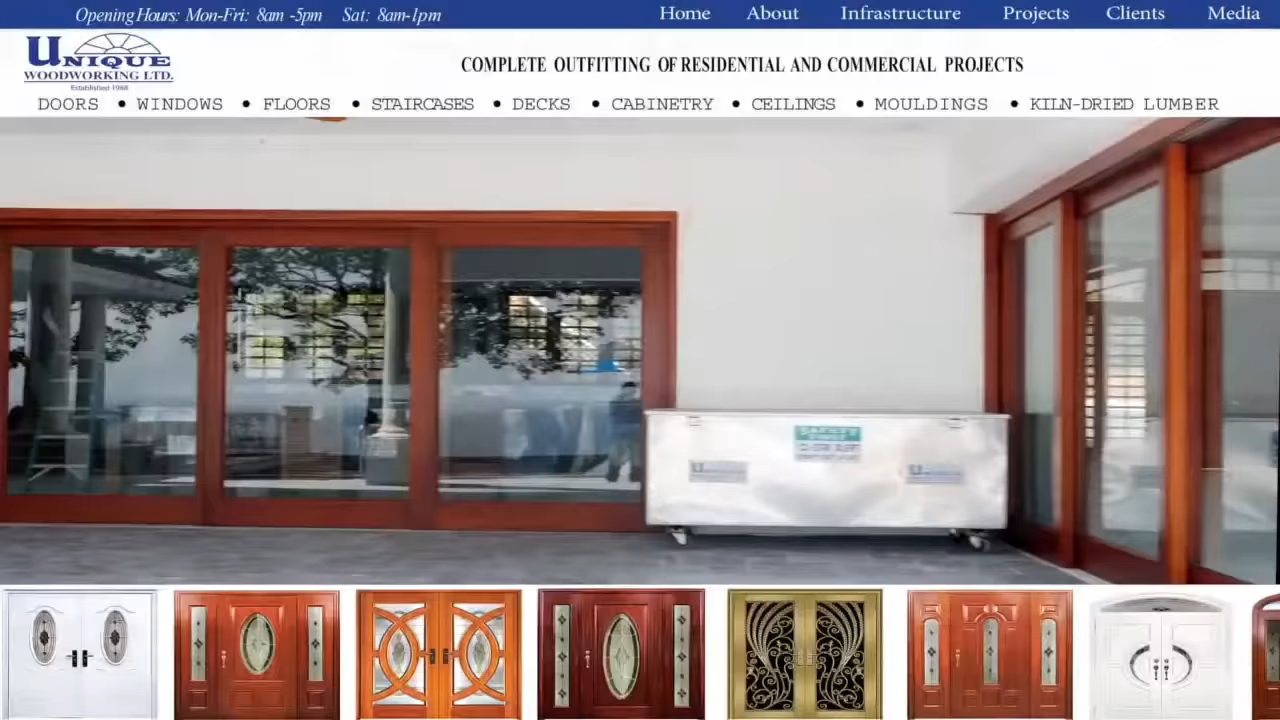 Opening Hours: Mon-Fri: 8am -5pm Sat: 8am-1pm
Home About Infrastructure Projects Clients Media
UNIQUE
WOODWORKING LTD.
Established 1968
COMPLETE OUTFITTING OF RESIDENTIAL AND COMMERCIAL PROJECTS
DOORS • WINDOWS • FLOORS • STAIRCASES • DECKS • CABINETRY • CEILINGS • MOULDINGS • KILN-DRIED LUMBER
SAFETY
FIRST